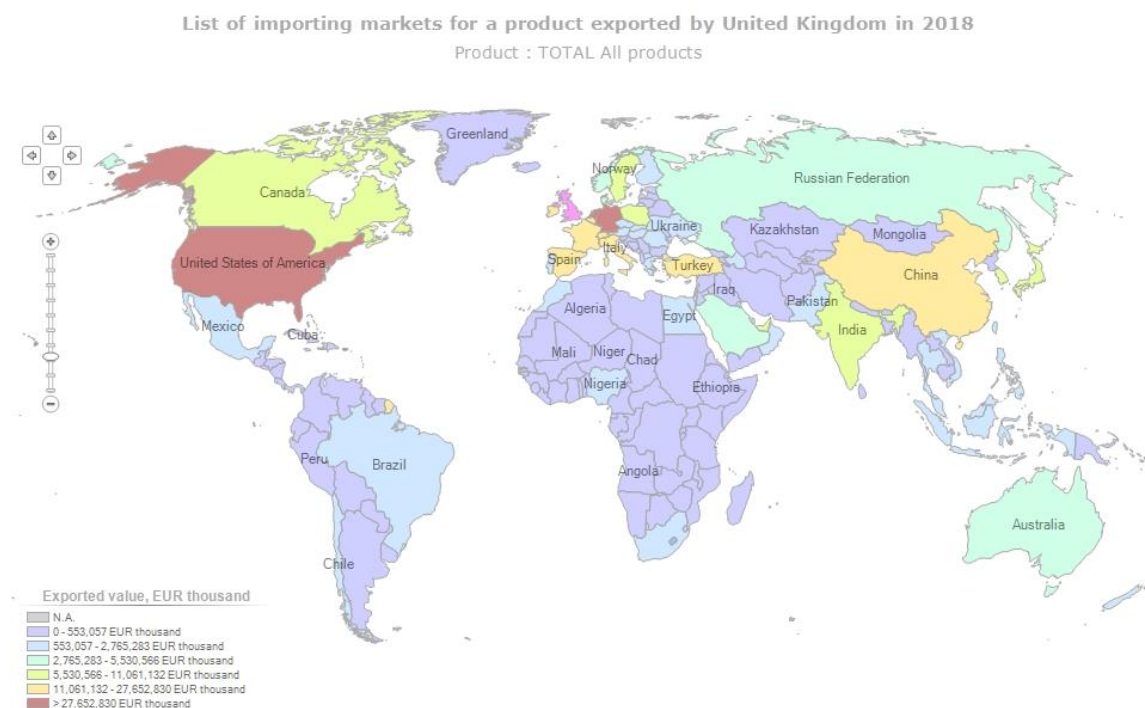 List of importing markets for a product exported by United Kingdom in 2018
Product : TOTAL All products
Greenland
Norway
Canada
Russian Federation
Ukraine
Kazakhstan
Mongolia
Italy
United States of America
Spain
Turkey
China
Iraq
Pakistan
Algeria
Egypt
Mexico
India
Cuba
Mali
Niger
Chad
Nigeria
Ethiopia
Peru
Brazil
Angola
Australia
Chile
Exported value, EUR thousand
N.A.
0 - 553,057 EUR thousand
553,057 - 2,765,283 EUR thousand
2,765,283 - 5,530,566 EUR thousand
5,530,566 - 11,061,132 EUR thousand
11,061,132 - 27,652,830 EUR thousand
> 27,652,830 EUR thousand